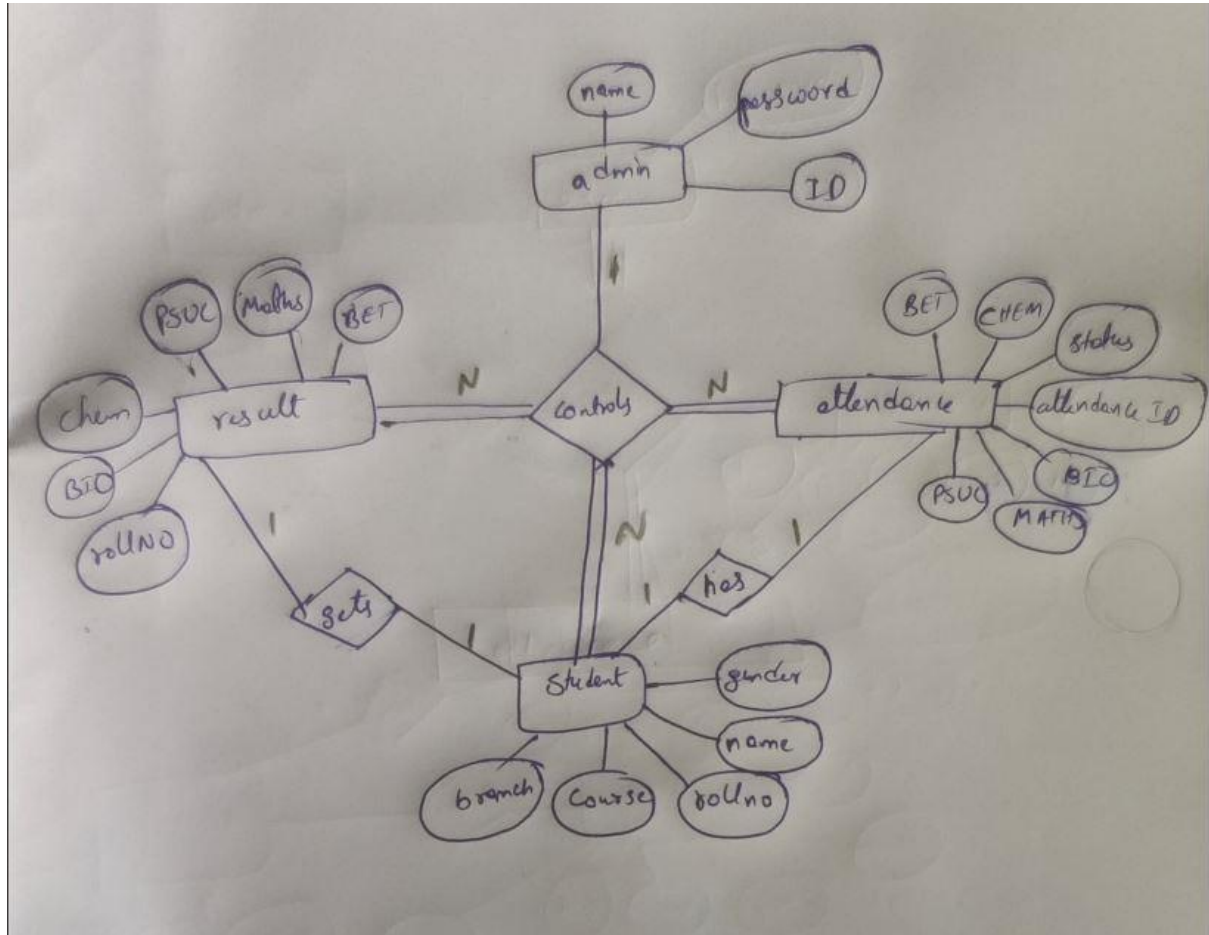 name
password
admin
ID
1
PSUC
Maths
BET
BET
CHEM
status
chem
result
N
controls
N
attendance
attendance ID
BIO
rollNO
PSUC
BIO
MATHS
1
N
1
gets
1
1
has
Student
gender
name
branch
Course
rollno